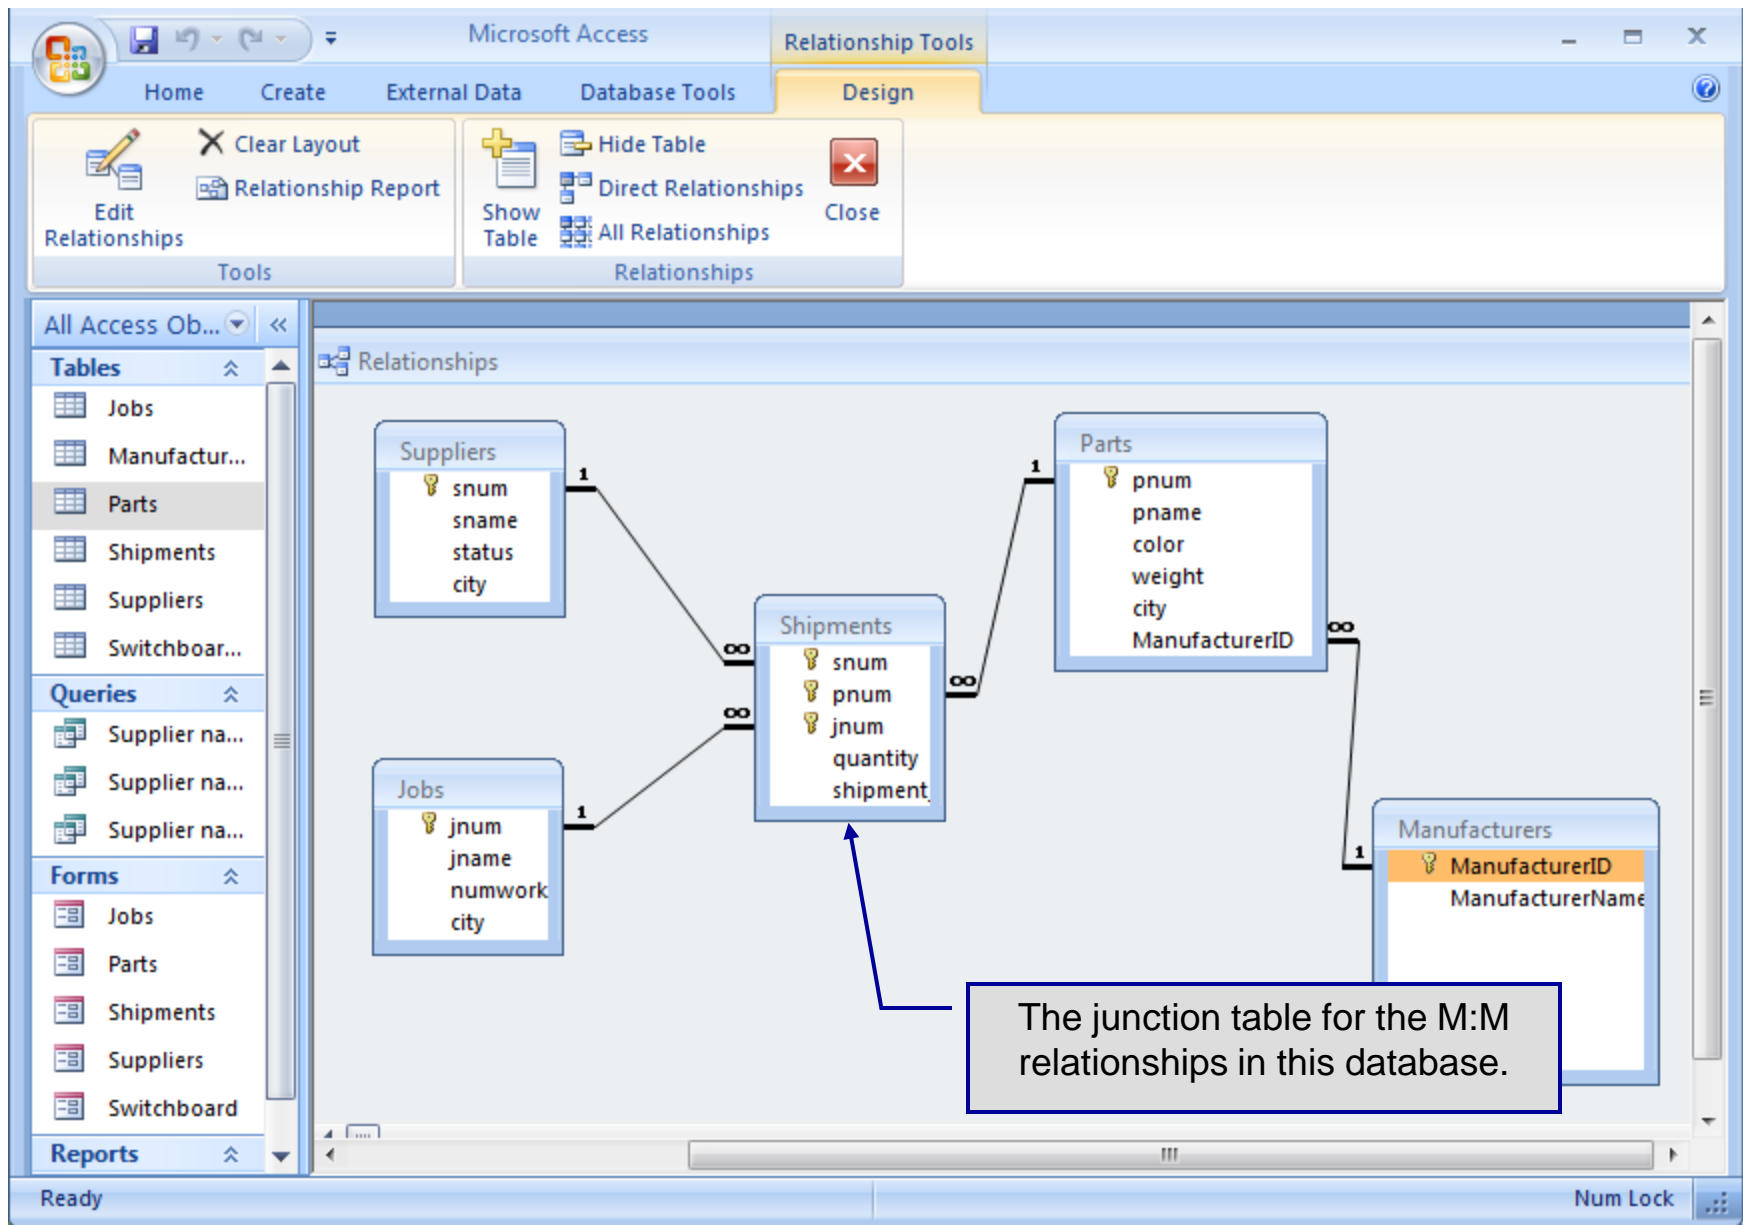 Microsoft Access
Relationship Tools
Home Create External Data Database Tools Design
Edit Relationships
Clear Layout
Relationship Report
Tools
Show Table
Hide Table
Direct Relationships
All Relationships
Close
Relationships
All Access Ob...
Tables
Jobs
Manufactur...
Parts
Shipments
Suppliers
Switchboar...
Queries
Supplier na...
Supplier na...
Supplier na...
Forms
Jobs
Parts
Shipments
Suppliers
Switchboard
Reports
Relationships
Suppliers
snum
sname
status
city
1
∞
Jobs
jnum
jname
numwork
city
1
∞
Shipments
snum
pnum
jnum
quantity
shipment_
∞
1
Parts
pnum
pname
color
weight
city
ManufacturerID
∞
1
Manufacturers
ManufacturerID
ManufacturerName
The junction table for the M:M
relationships in this database.
Ready
Num Lock